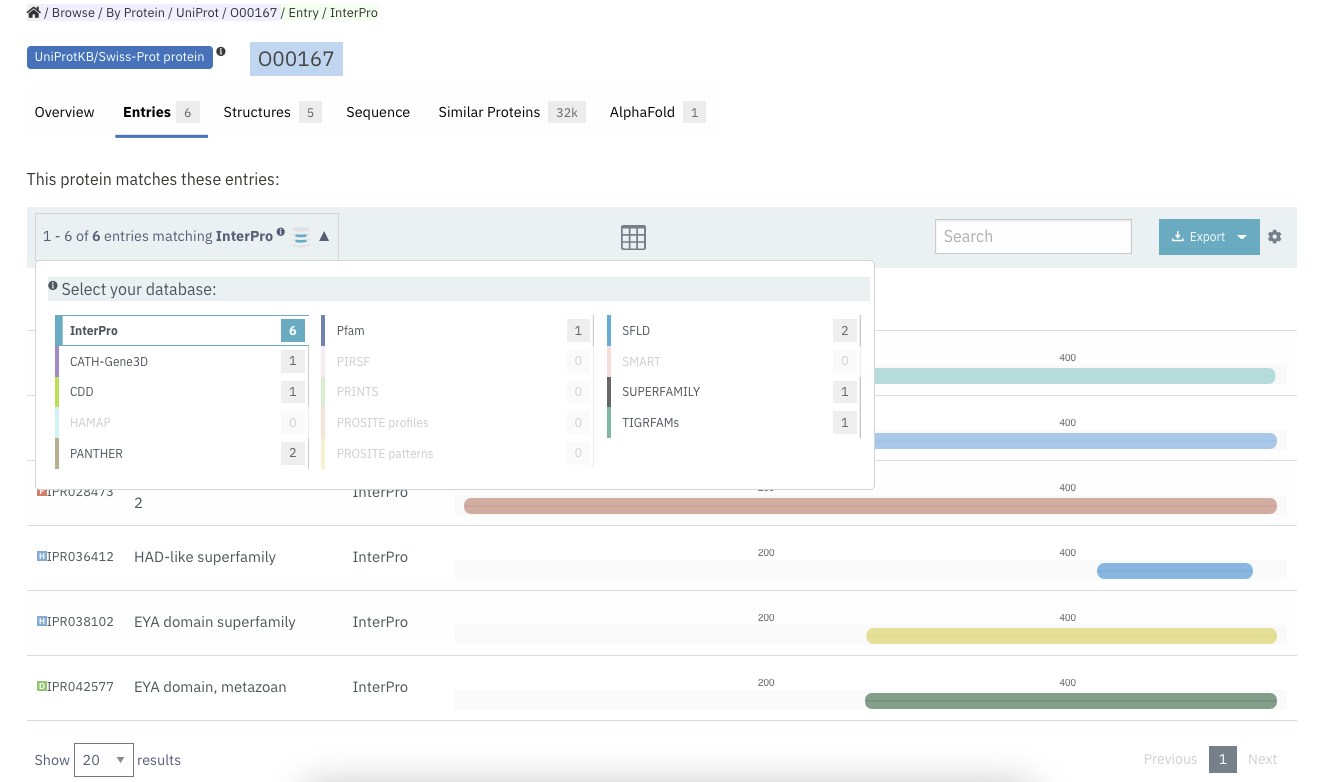 / Browse / By Protein / UniProt / O00167 / Entry / InterPro
UniProtKB/Swiss-Prot protein
O00167
Overview Entries 6 Structures 5 Sequence Similar Proteins 32k AlphaFold 1
This protein matches these entries:
1 - 6 of 6 entries matching InterPro ▲ Search Export
Select your database:
InterPro 6 Pfam 1 SFLD 2
CATH-Gene3D 1 PIRSF 0 SMART 0
CDD 1 PRINTS 0 SUPERFAMILY 1
HAMAP 0 PROSITE profiles 0 TIGRFAMs 1
PANTHER 2 PROSITE patterns 0
400
400
IPR028473 2 InterPro 400
H IPR036412 HAD-like superfamily InterPro 200 400
H IPR038102 EYA domain superfamily InterPro 200 400
D IPR042577 EYA domain, metazoan InterPro 200 400
Show 20 results Previous 1 Next